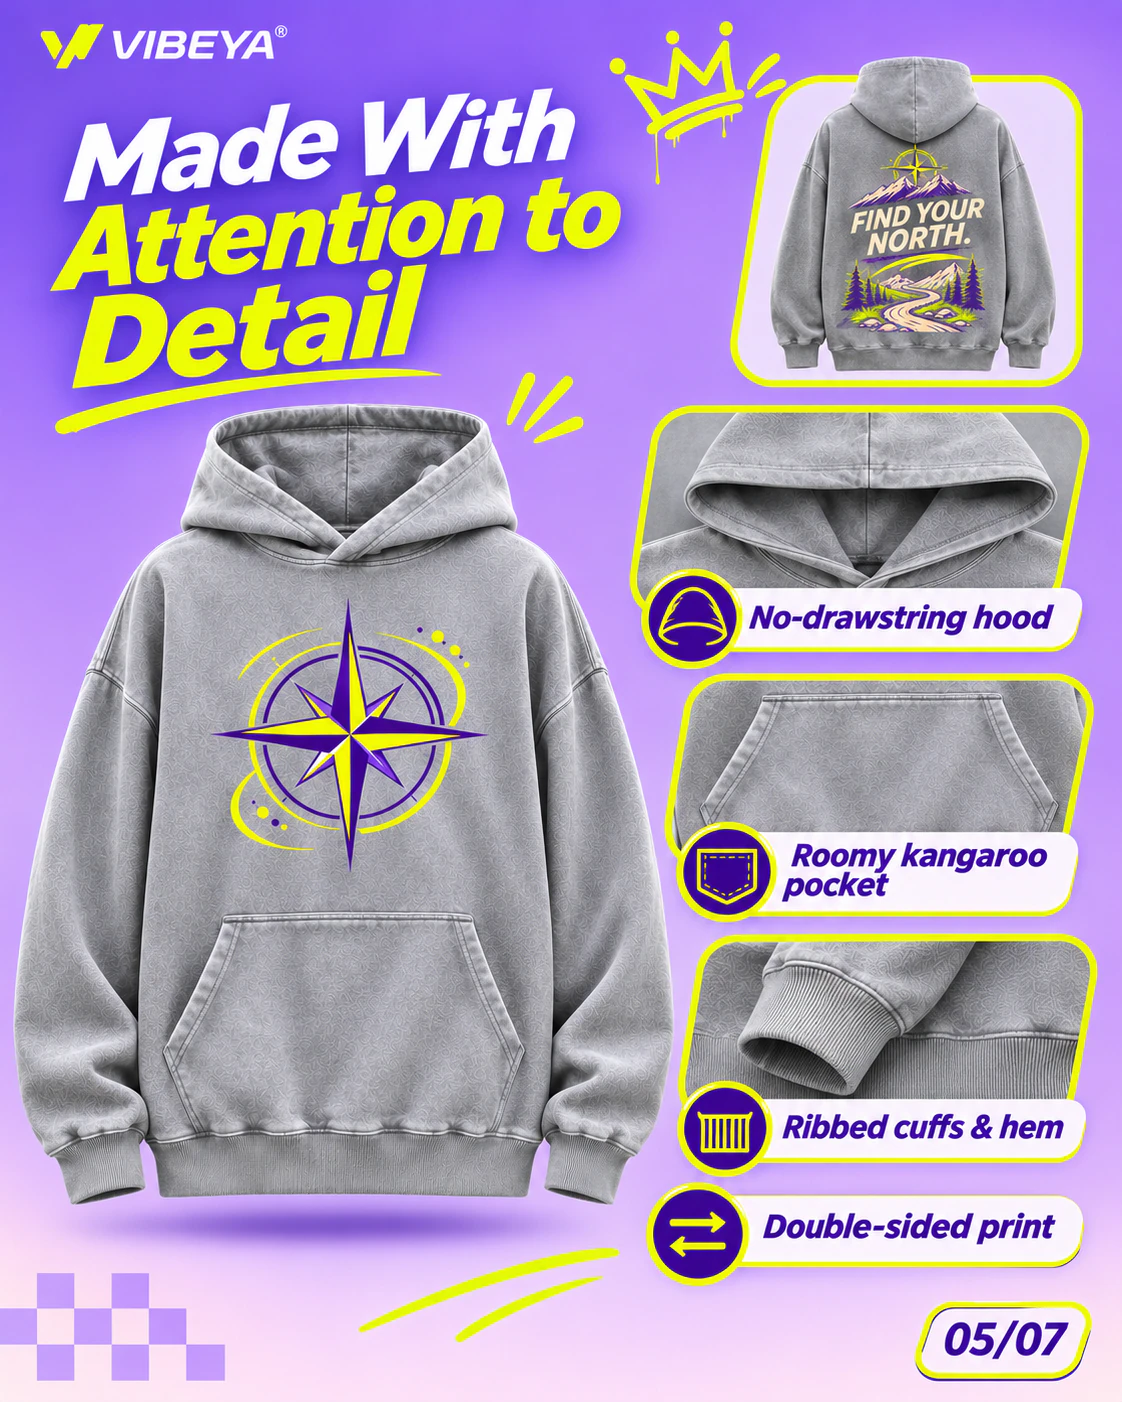 VIBEYA®
Made With
Attention to
Detail
FIND YOUR
NORTH.
No-drawstring hood
Roomy kangaroo
pocket
Ribbed cuffs & hem
Double-sided print
05/07